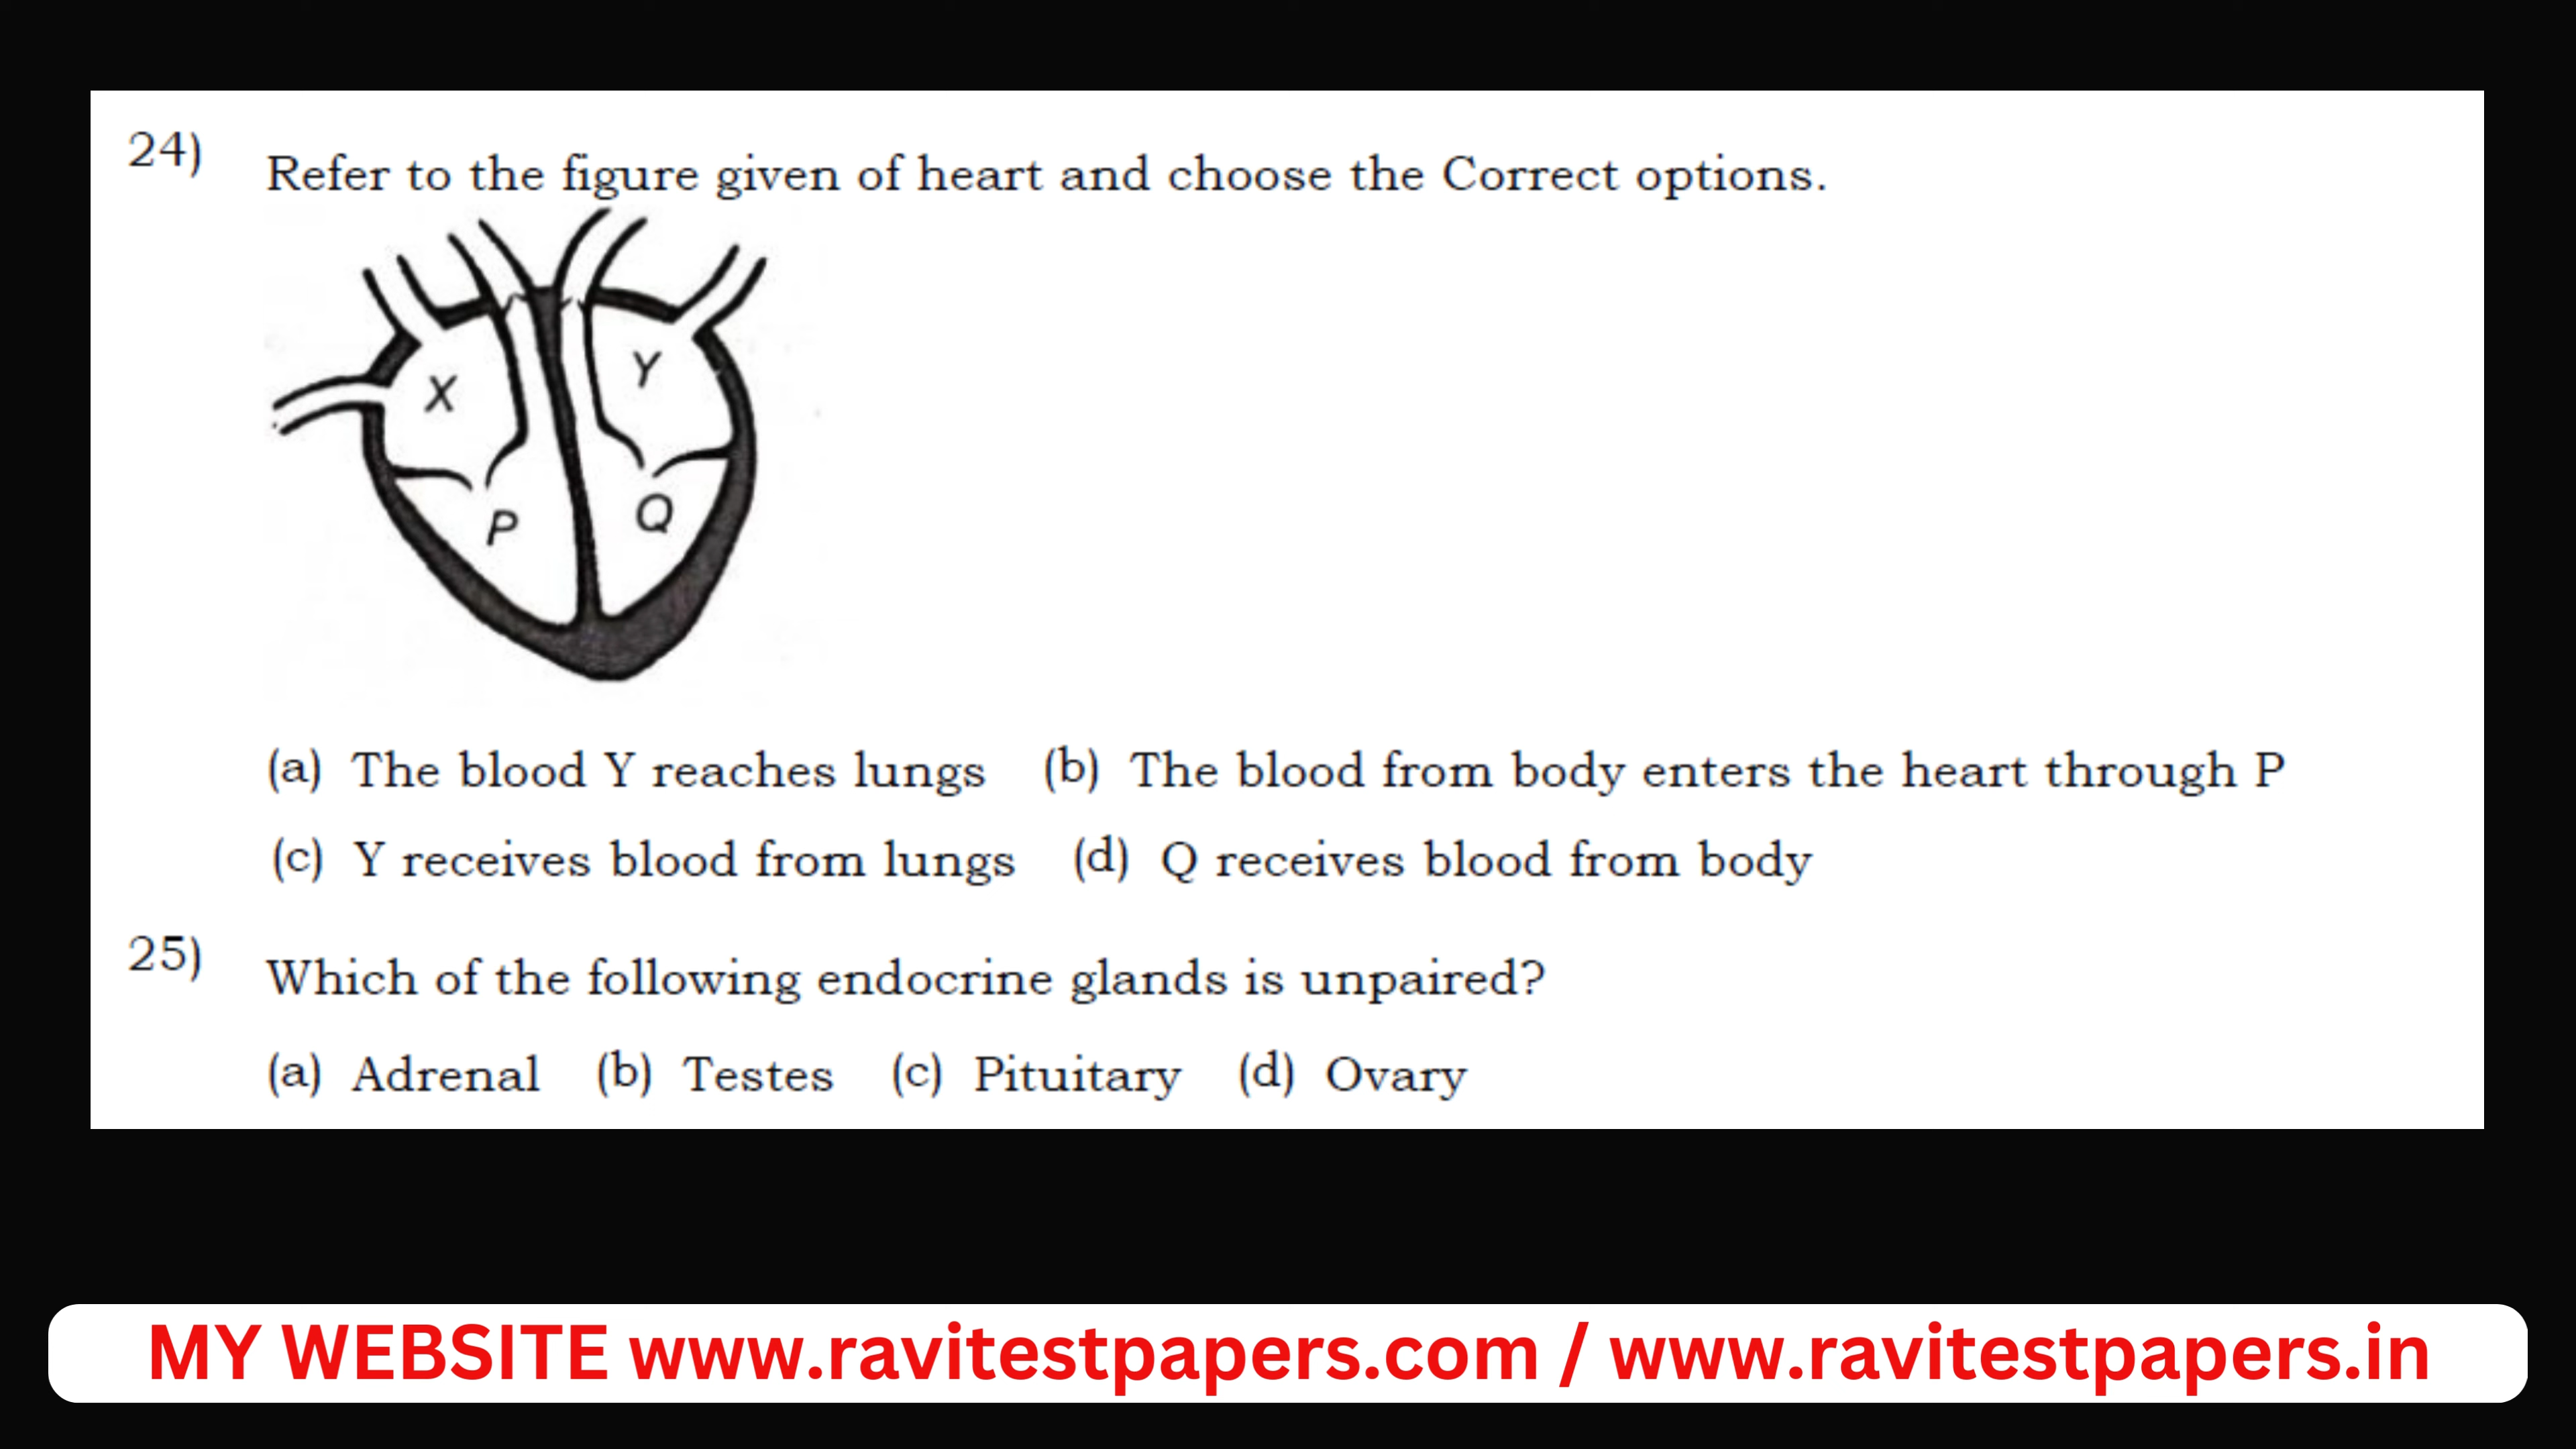 24) Refer to the figure given of heart and choose the Correct options.
X
Y
P
Q
(a) The blood Y reaches lungs (b) The blood from body enters the heart through P
(c) Y receives blood from lungs (d) Q receives blood from body
25) Which of the following endocrine glands is unpaired?
(a) Adrenal (b) Testes (c) Pituitary (d) Ovary
MY WEBSITE www.ravitestpapers.com / www.ravitestpapers.in